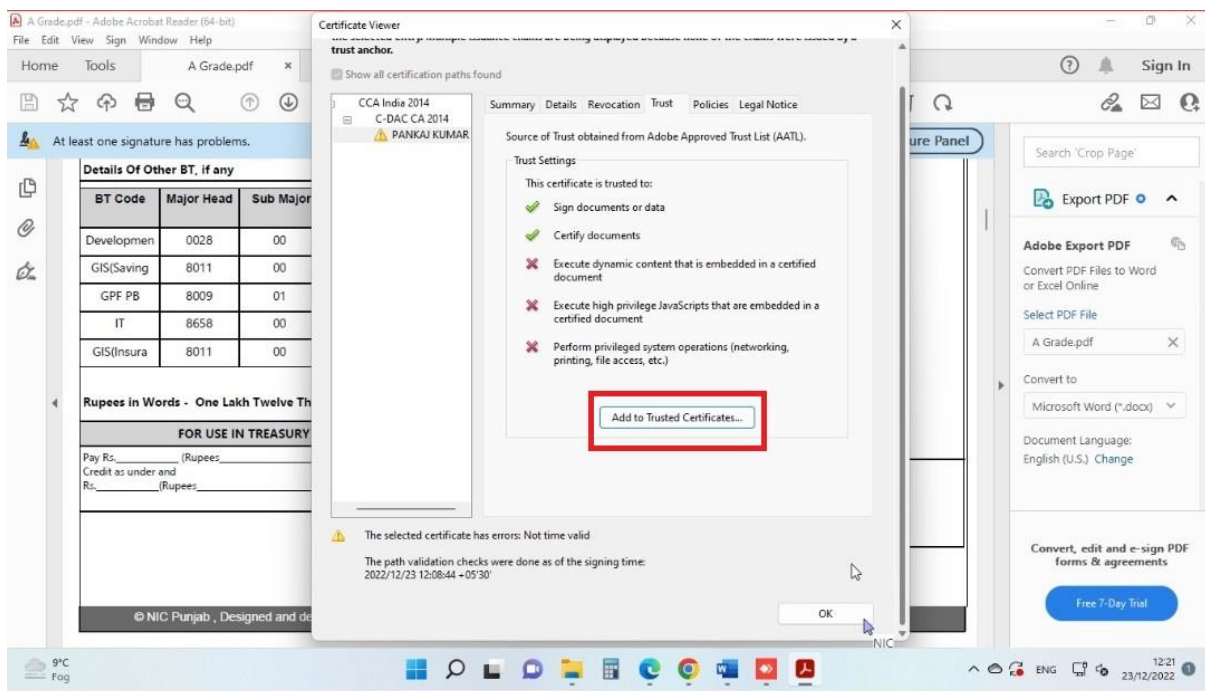 A Grade.pdf - Adobe Acrobat Reader (64-bit)
File Edit View Sign Window Help
Home Tools A Grade.pdf ×
Sign In
At least one signature has problems.
ure Panel
Details Of Other BT, if any
BT Code Major Head Sub Major
Developmen 0028 00
GIS(Saving 8011 00
GPF PB 8009 01
IT 8658 00
GIS(Insura 8011 00
Rupees in Words - One Lakh Twelve Th
FOR USE IN TREASURY
Pay Rs. (Rupees
Credit as under and
Rs. (Rupees
© NIC Punjab , Designed and de
Certificate Viewer
trust anchor.
Show all certification paths found
CCA India 2014
C-DAC CA 2014
PANKAJ KUMAR
Summary Details Revocation Trust Policies Legal Notice
Source of Trust obtained from Adobe Approved Trust List (AATL).
Trust Settings
This certificate is trusted to:
Sign documents or data
Certify documents
Execute dynamic content that is embedded in a certified
document
Execute high privilege JavaScripts that are embedded in a
certified document
Perform privileged system operations (networking,
printing, file access, etc.)
Add to Trusted Certificates...
The selected certificate has errors: Not time valid
The path validation checks were done as of the signing time:
2022/12/23 12:08:44 +05'30'
OK
NIC
Search 'Crop Page'
Export PDF
Adobe Export PDF
Convert PDF Files to Word
or Excel Online
Select PDF File
A Grade.pdf
Convert to
Microsoft Word (*.docx)
Document Language:
English (U.S.) Change
Convert, edit and e-sign PDF
forms & agreements
Free 7-Day Trial
9°C
Fog
ENG
12:21
23/12/2022
1